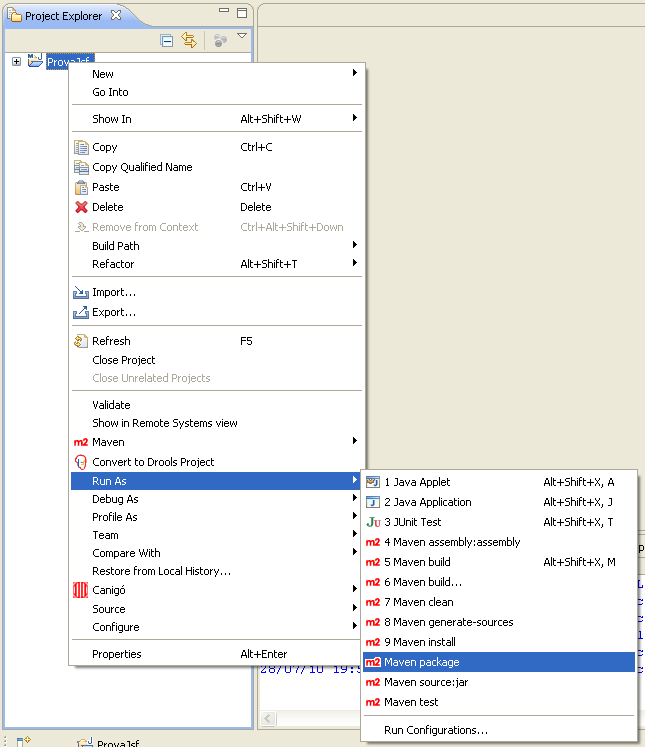 Project Explorer
ProvaJsf
New
Go Into
Show In Alt+Shift+W
Copy Ctrl+C
Copy Qualified Name
Paste Ctrl+V
Delete Delete
Remove from Context Ctrl+Alt+Shift+Down
Build Path
Refactor Alt+Shift+T
Import...
Export...
Refresh F5
Close Project
Close Unrelated Projects
Validate
Show in Remote Systems view
m2 Maven
Convert to Drools Project
Run As
Debug As
Profile As
Team
Compare With
Restore from Local History...
Canigó
Source
Configure
Properties Alt+Enter
1 Java Applet Alt+Shift+X, A
2 Java Application Alt+Shift+X, J
JU 3 JUnit Test Alt+Shift+X, T
m2 4 Maven assembly:assembly
m2 5 Maven build Alt+Shift+X, M
m2 6 Maven build...
m2 7 Maven clean
m2 8 Maven generate-sources
m2 9 Maven install
m2 Maven package
m2 Maven source:jar
m2 Maven test
Run Configurations...
28/07/10
ProvaJsf